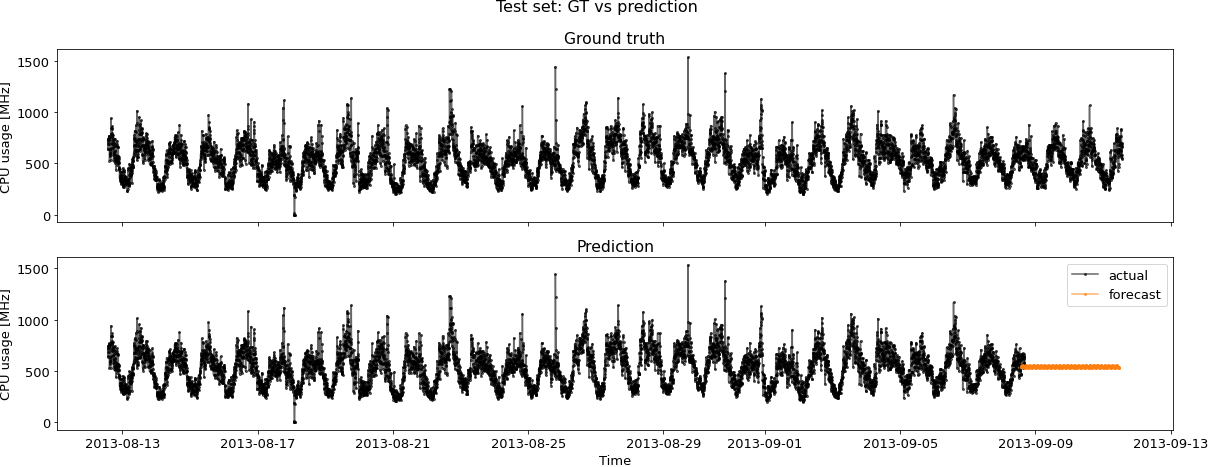 Test set: GT vs prediction
Ground truth
CPU usage [MHz]
1500
1000
500
0
Prediction
CPU usage [MHz]
1500
1000
500
0
actual
forecast
2013-08-13 2013-08-17 2013-08-21 2013-08-25 2013-08-29 2013-09-01 2013-09-05 2013-09-09 2013-09-13
Time